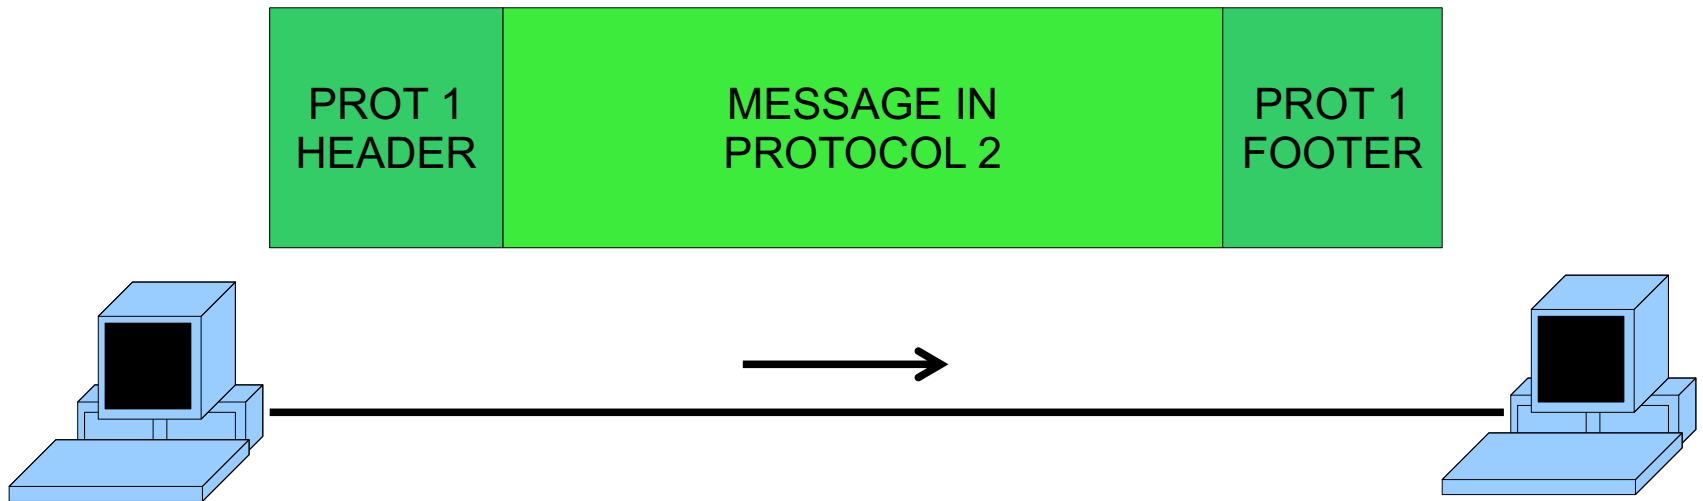 PROT 1
HEADER
MESSAGE IN
PROTOCOL 2
PROT 1
FOOTER